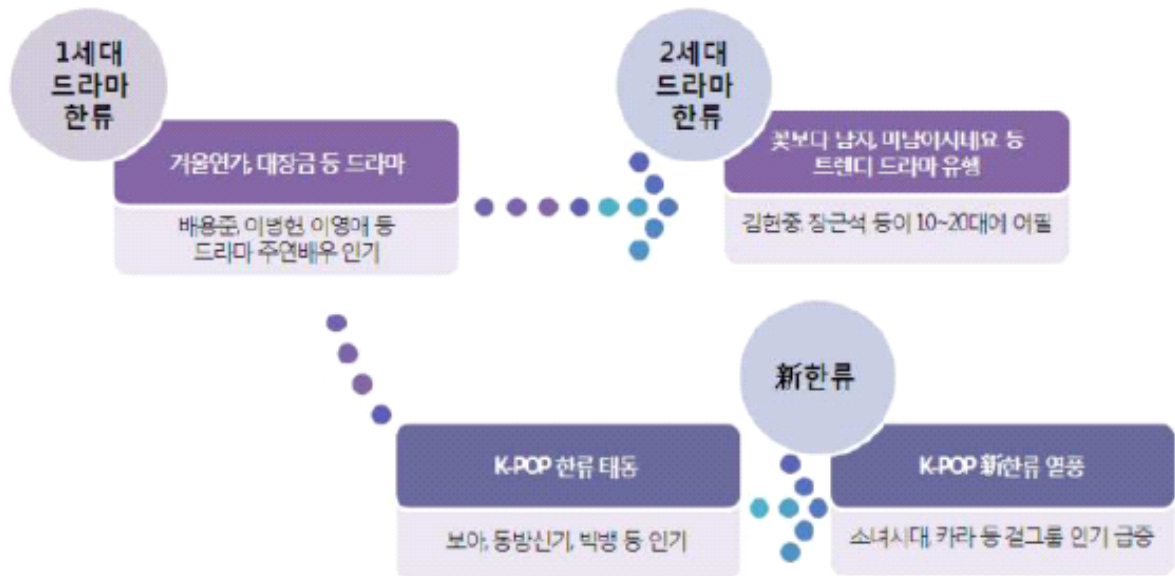 1세대
드라마
한류
겨울연가, 대장금 등 드라마
배용준, 이병헌, 이영애 등
드라마 주연배우 인기
2세대
드라마
한류
꽃보다 남자, 미남이시네요 등
트렌디 드라마 유행
김현중, 장근석 등이 10~20대에 어필
K-POP 한류 태동
보아, 동방신기, 빅뱅 등 인기
新한류
K-POP 新한류 열풍
소녀시대, 카라 등 걸그룹 인기 급증